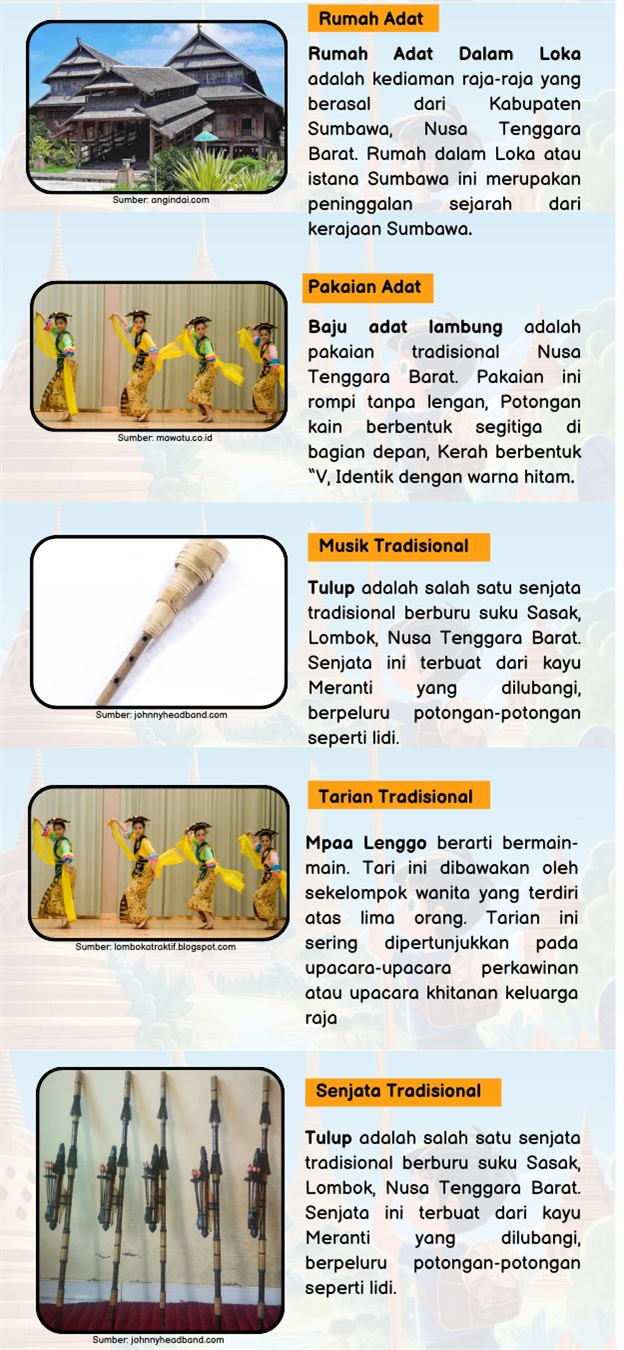 Rumah Adat
Rumah Adat Dalam Loka
adalah kediaman raja-raja yang
berasal dari Kabupaten
Sumbawa, Nusa Tenggara
Barat. Rumah dalam Loka atau
istana Sumbawa ini merupakan
peninggalan sejarah dari
kerajaan Sumbawa.
Sumber: angindai.com
Pakaian Adat
Baju adat lambung adalah
pakaian tradisional Nusa
Tenggara Barat. Pakaian ini
rompi tanpa lengan, Potongan
kain berbentuk segitiga di
bagian depan, Kerah berbentuk
“V, Identik dengan warna hitam.
Sumber: mawatu.co.id
Musik Tradisional
Tulup adalah salah satu senjata
tradisional berburu suku Sasak,
Lombok, Nusa Tenggara Barat.
Senjata ini terbuat dari kayu
Meranti yang dilubangi,
berpeluru potongan-potongan
seperti lidi.
Sumber: johnnyheadband.com
Tarian Tradisional
Mpaa Lenggo berarti bermain-
main. Tari ini dibawakan oleh
sekelompok wanita yang terdiri
atas lima orang. Tarian ini
sering dipertunjukkan pada
upacara-upacara perkawinan
atau upacara khitanan keluarga
raja
Sumber: lombokatraktif.blogspot.com
Senjata Tradisional
Tulup adalah salah satu senjata
tradisional berburu suku Sasak,
Lombok, Nusa Tenggara Barat.
Senjata ini terbuat dari kayu
Meranti yang dilubangi,
berpeluru potongan-potongan
seperti lidi.
Sumber: johnnyheadband.com